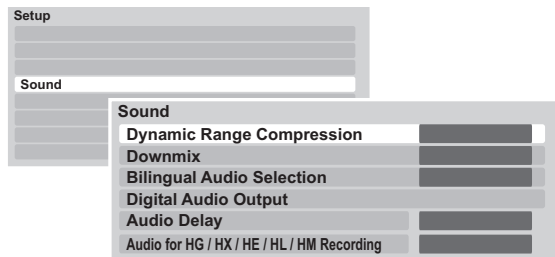 Setup
Sound
Sound
Dynamic Range Compression
Downmix
Bilingual Audio Selection
Digital Audio Output
Audio Delay
Audio for HG / HX / HE / HL / HM Recording